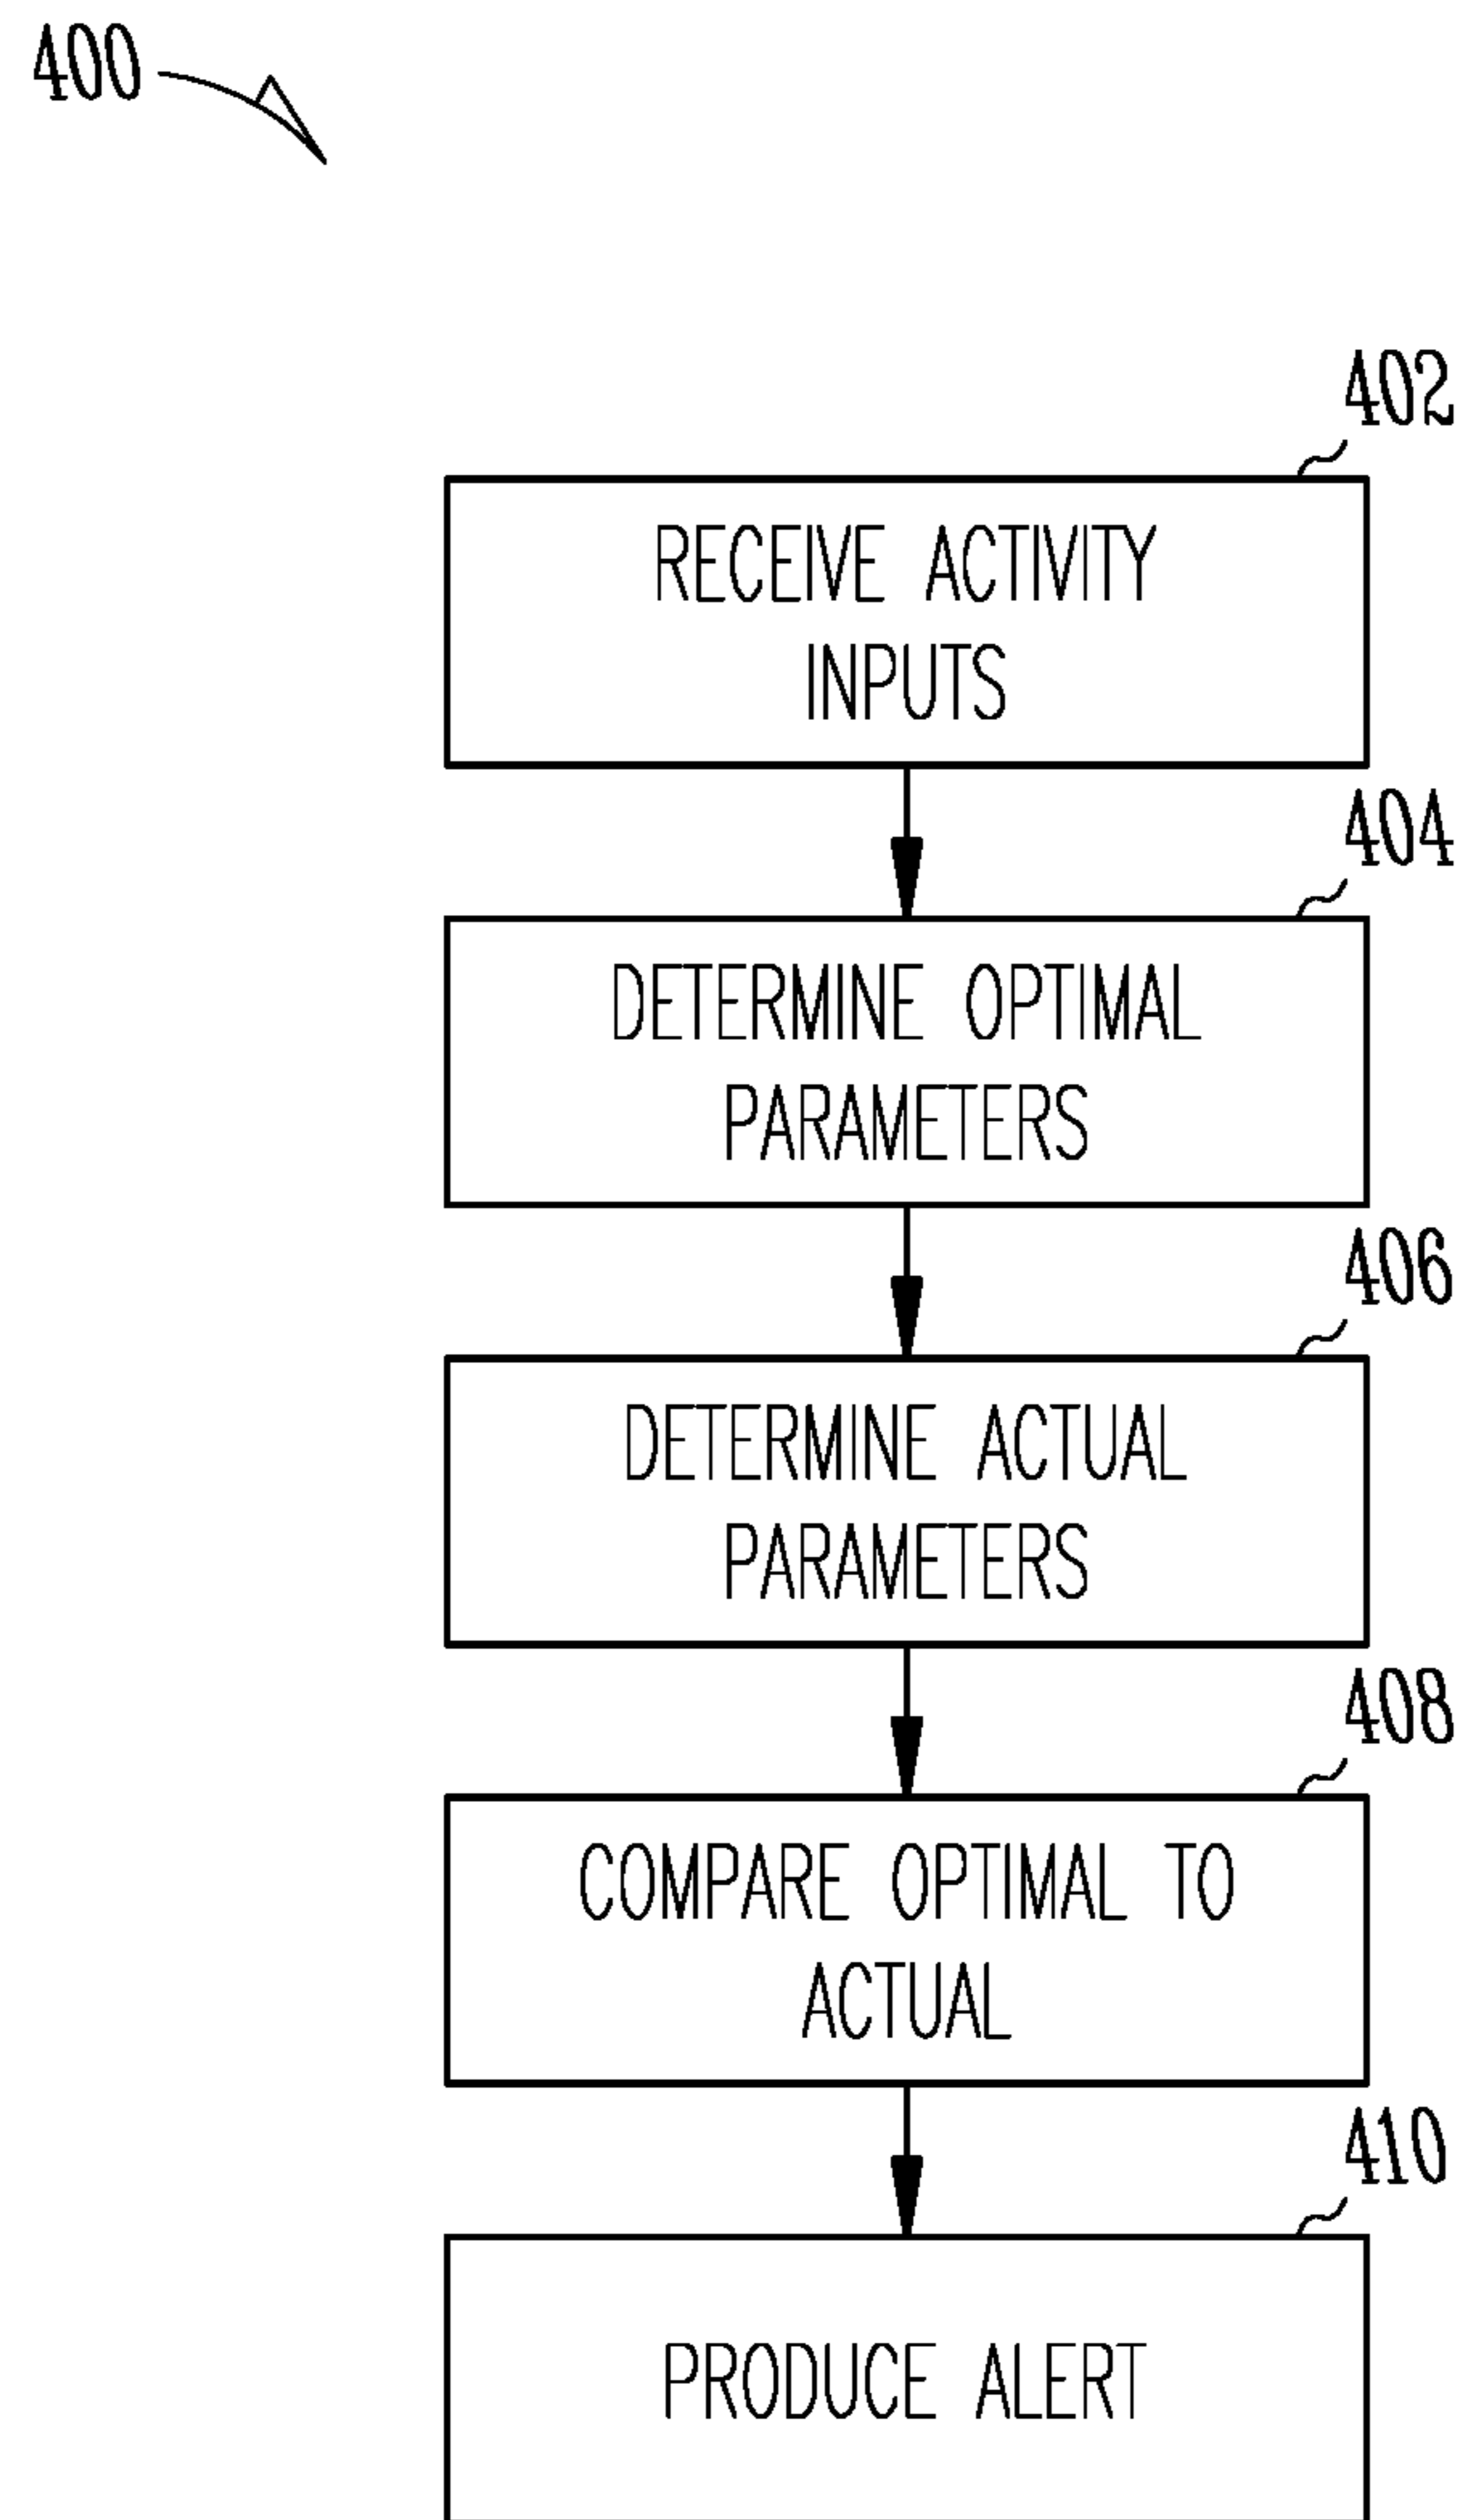 400
402
RECEIVE ACTIVITY
INPUTS
404
DETERMINE OPTIMAL
PARAMETERS
406
DETERMINE ACTUAL
PARAMETERS
408
COMPARE OPTIMAL TO
ACTUAL
410
PRODUCE ALERT